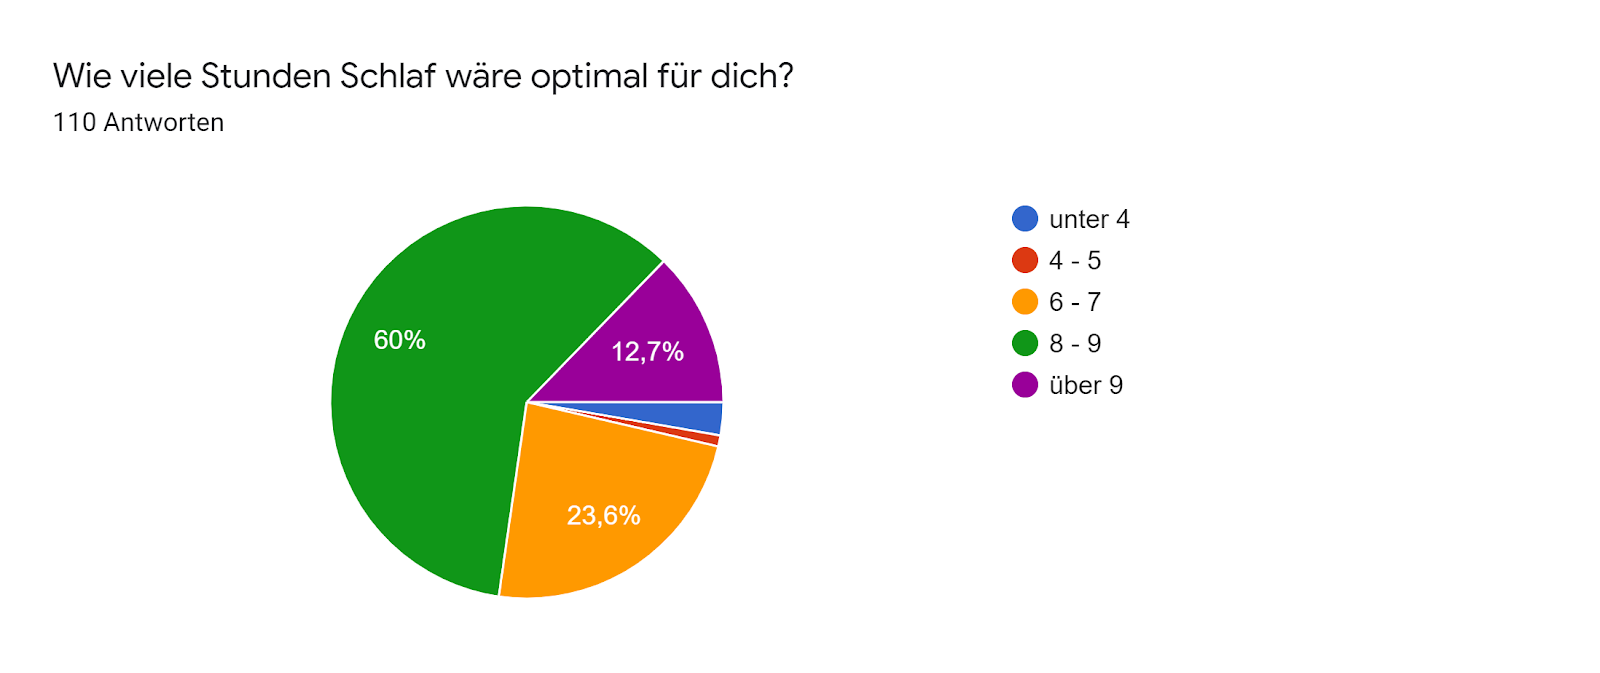 Wie viele Stunden Schlaf wäre optimal für dich?
110 Antworten
60%
12,7%
23,6%
unter 4
4 - 5
6 - 7
8 - 9
über 9